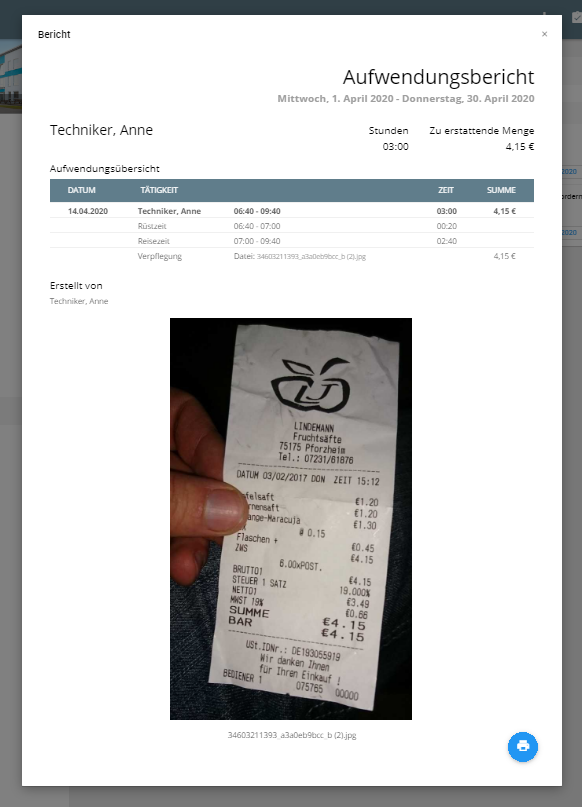 Bericht
×
Aufwendungsbericht
Mittwoch, 1. April 2020 - Donnerstag, 30. April 2020
Techniker, Anne Stunden Zu erstattende Menge
03:00 4,15 €
Aufwendungsübersicht
DATUM TÄTIGKEIT ZEIT SUMME
14.04.2020 Techniker, Anne 06:40 - 09:40 03:00 4,15 €
Rüstzeit 06:40 - 07:00 00:20
Reisezeit 07:00 - 09:40 02:40
Verpflegung Datei: 34603211393_a3a0eb9bcc_b (2).jpg 4,15 €
Erstellt von
Techniker, Anne
LJ
LINDEMANN
Fruchtsäfte
75175 Pforzheim
Tel.: 07231/61876
DATUM 03/02/2017 DON ZEIT 15:12
felsaft €1.20
rnensaft €1.20
ange-Maracuja €1.30
# 0.15
Flaschen + €0.45
ZWS €4.15
6.00xPOST.
BRUTTO1 €4.15
STEUER 1 SATZ 19.000%
NETTO1 €3.49
MWST 19% €0.66
SUMME €4.15
BAR €4.15
USt.IDNr.: DE193055919
Wir danken Ihnen
für Ihren Einkauf !
BEDIENER 1 075765 00000
34603211393_a3a0eb9bcc_b (2).jpg
2020
ordern
2020